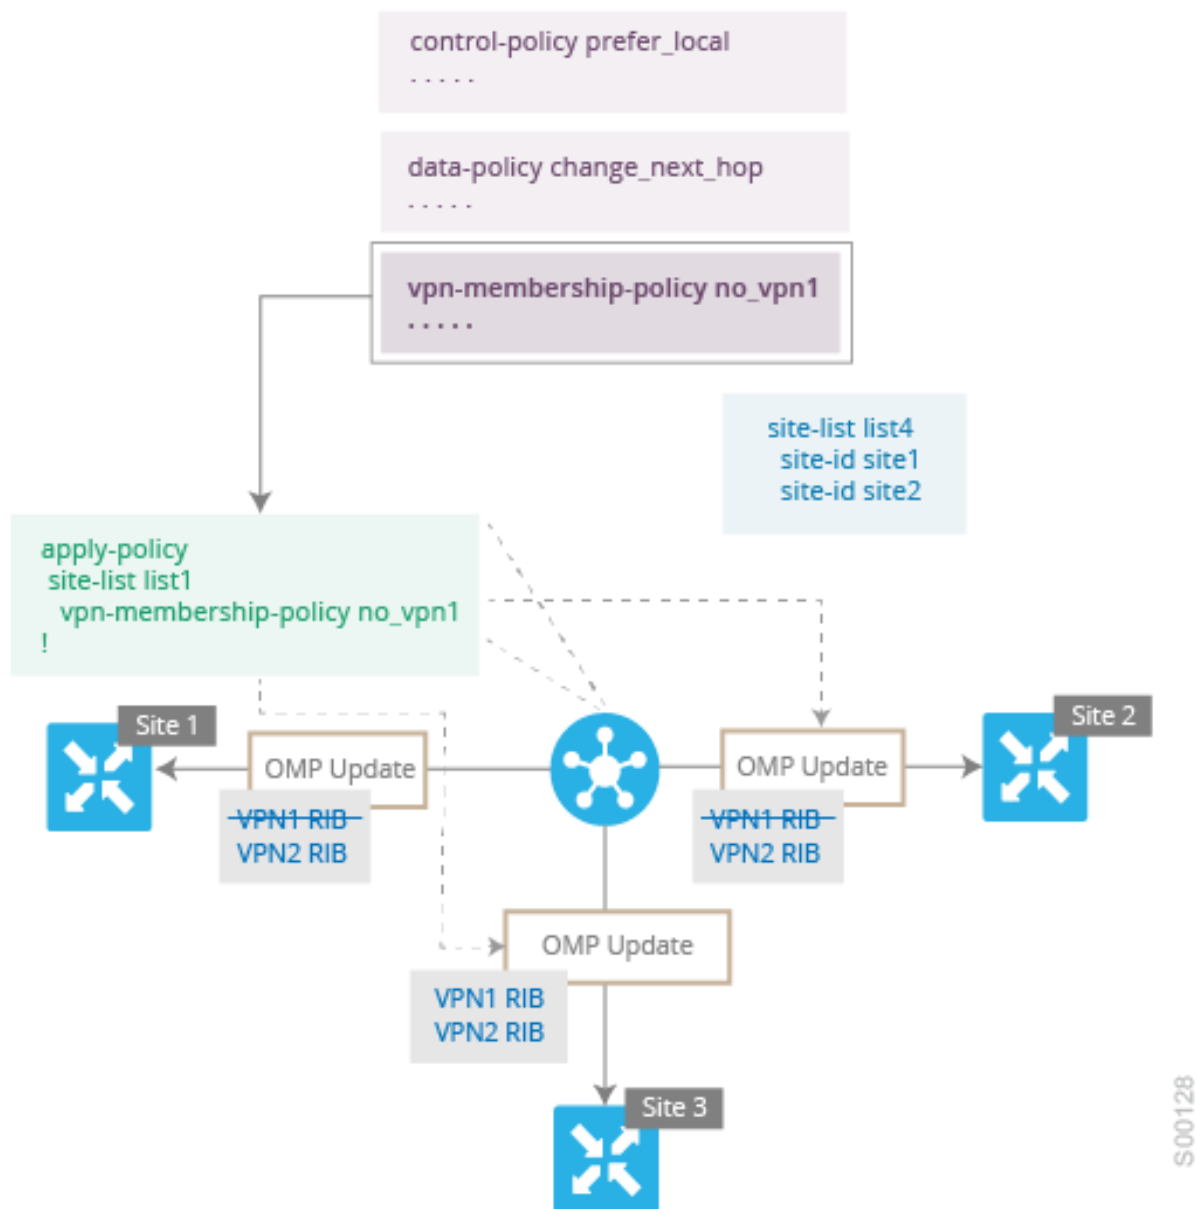 control-policy prefer_local
. . . . .
data-policy change_next_hop
. . . . .
vpn-membership-policy no_vpn1
. . . . .
site-list list4
site-id site1
site-id site2
apply-policy
site-list list1
vpn-membership-policy no_vpn1
!
Site 1
OMP Update
VPN1 RIB
VPN2 RIB
OMP Update
VPN1 RIB
VPN2 RIB
Site 2
OMP Update
VPN1 RIB
VPN2 RIB
Site 3
S00128